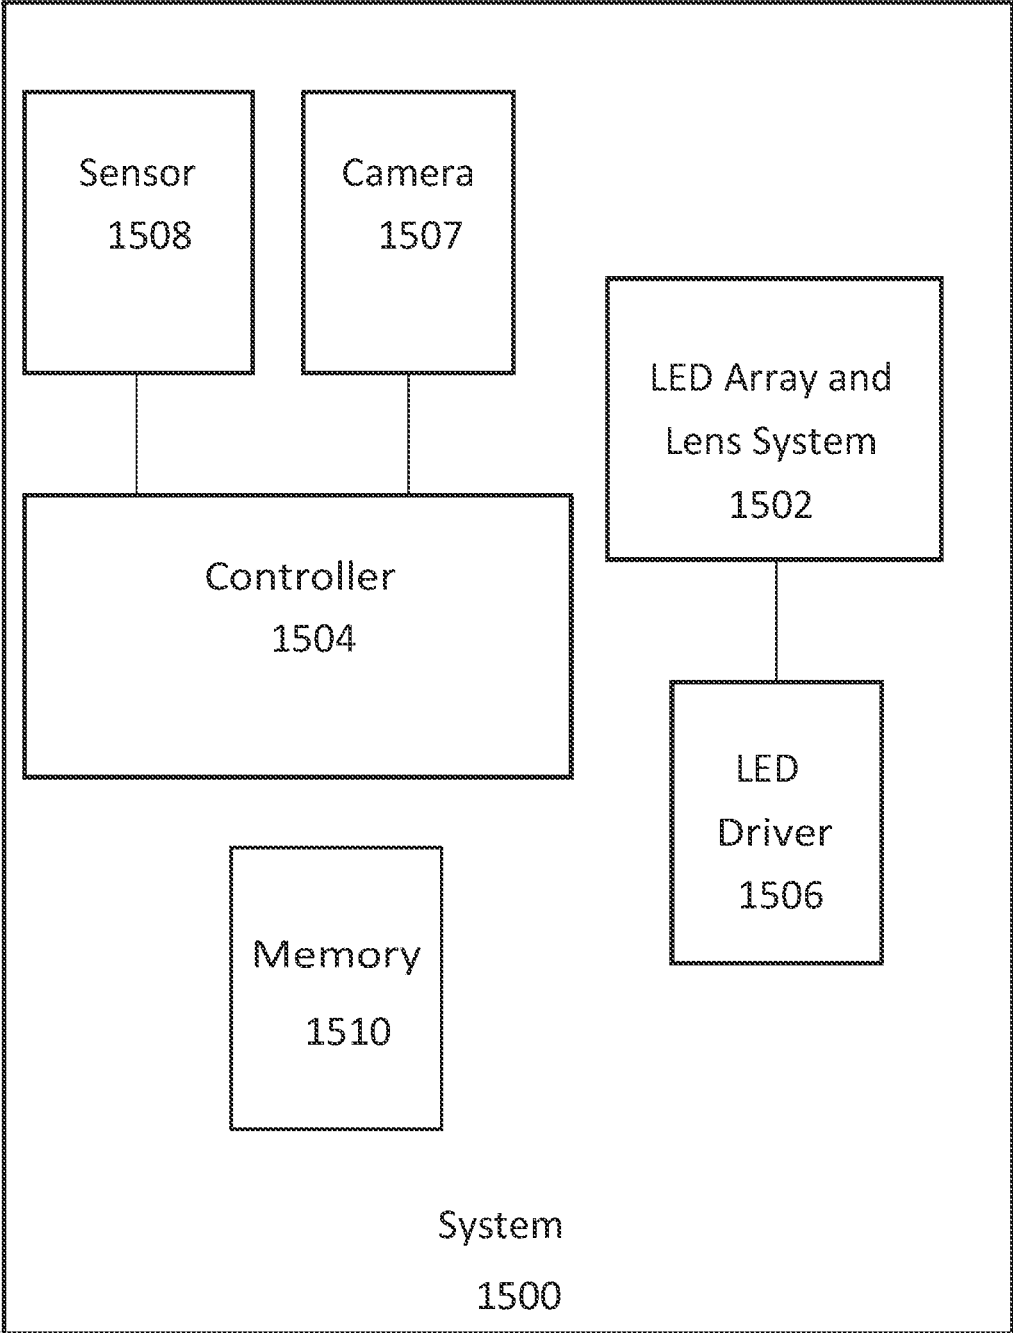 Sensor
1508
Camera
1507
LED Array and
Lens System
1502
Controller
1504
LED
Driver
1506
Memory
1510
System
1500